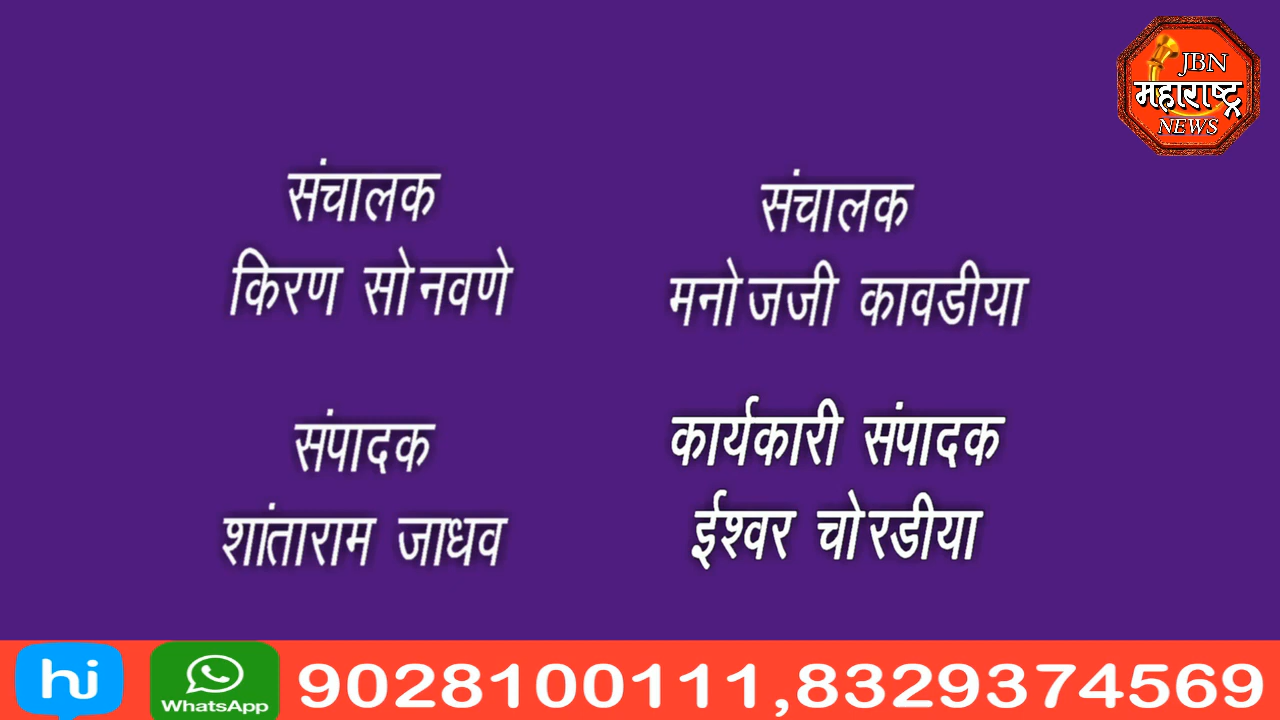 JBN
महाराष्ट्र
NEWS
संचालक
किरण सोनवणे
संचालक
मनोजजी कावडीया
संपादक
शांताराम जाधव
कार्यकारी संपादक
ईश्वर चोरडीया
hi
WhatsApp
9028100111,8329374569